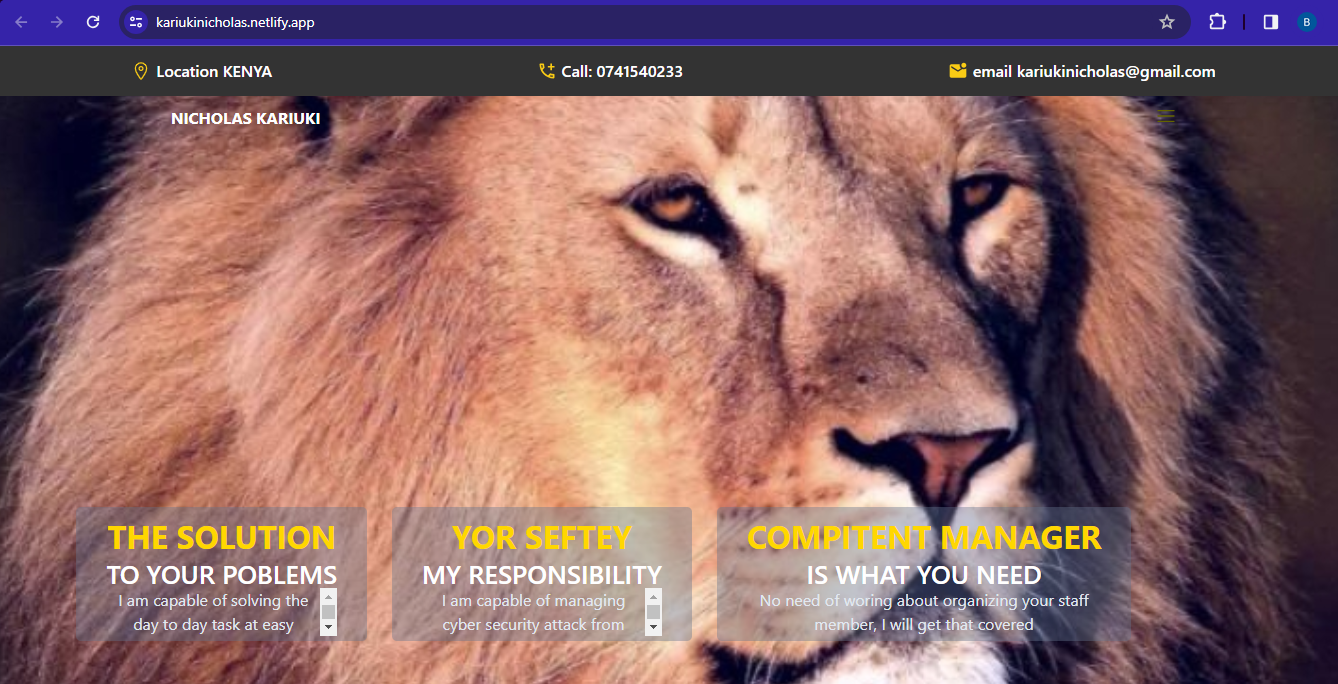 kariukinicholas.netlify.app
B
Location KENYA
Call: 0741540233
email kariukinicholas@gmail.com
NICHOLAS KARIUKI
THE SOLUTION
TO YOUR POBLEMS
I am capable of solving the
day to day task at easy
YOR SEFTEY
MY RESPONSIBILITY
I am capable of managing
cyber security attack from
COMPITENT MANAGER
IS WHAT YOU NEED
No need of woring about organizing your staff
member, I will get that covered